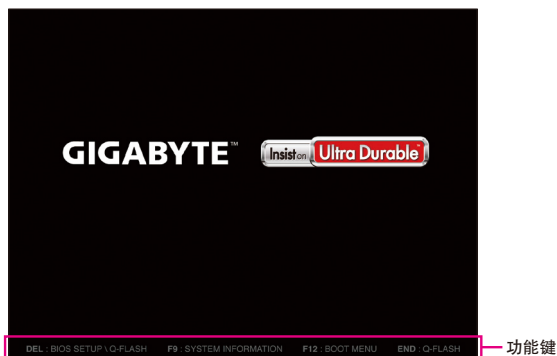 GIGABYTE™
Insist on Ultra Durable™
DEL : BIOS SETUP \ Q-FLASH F9 : SYSTEM INFORMATION F12 : BOOT MENU END : Q-FLASH
功能键